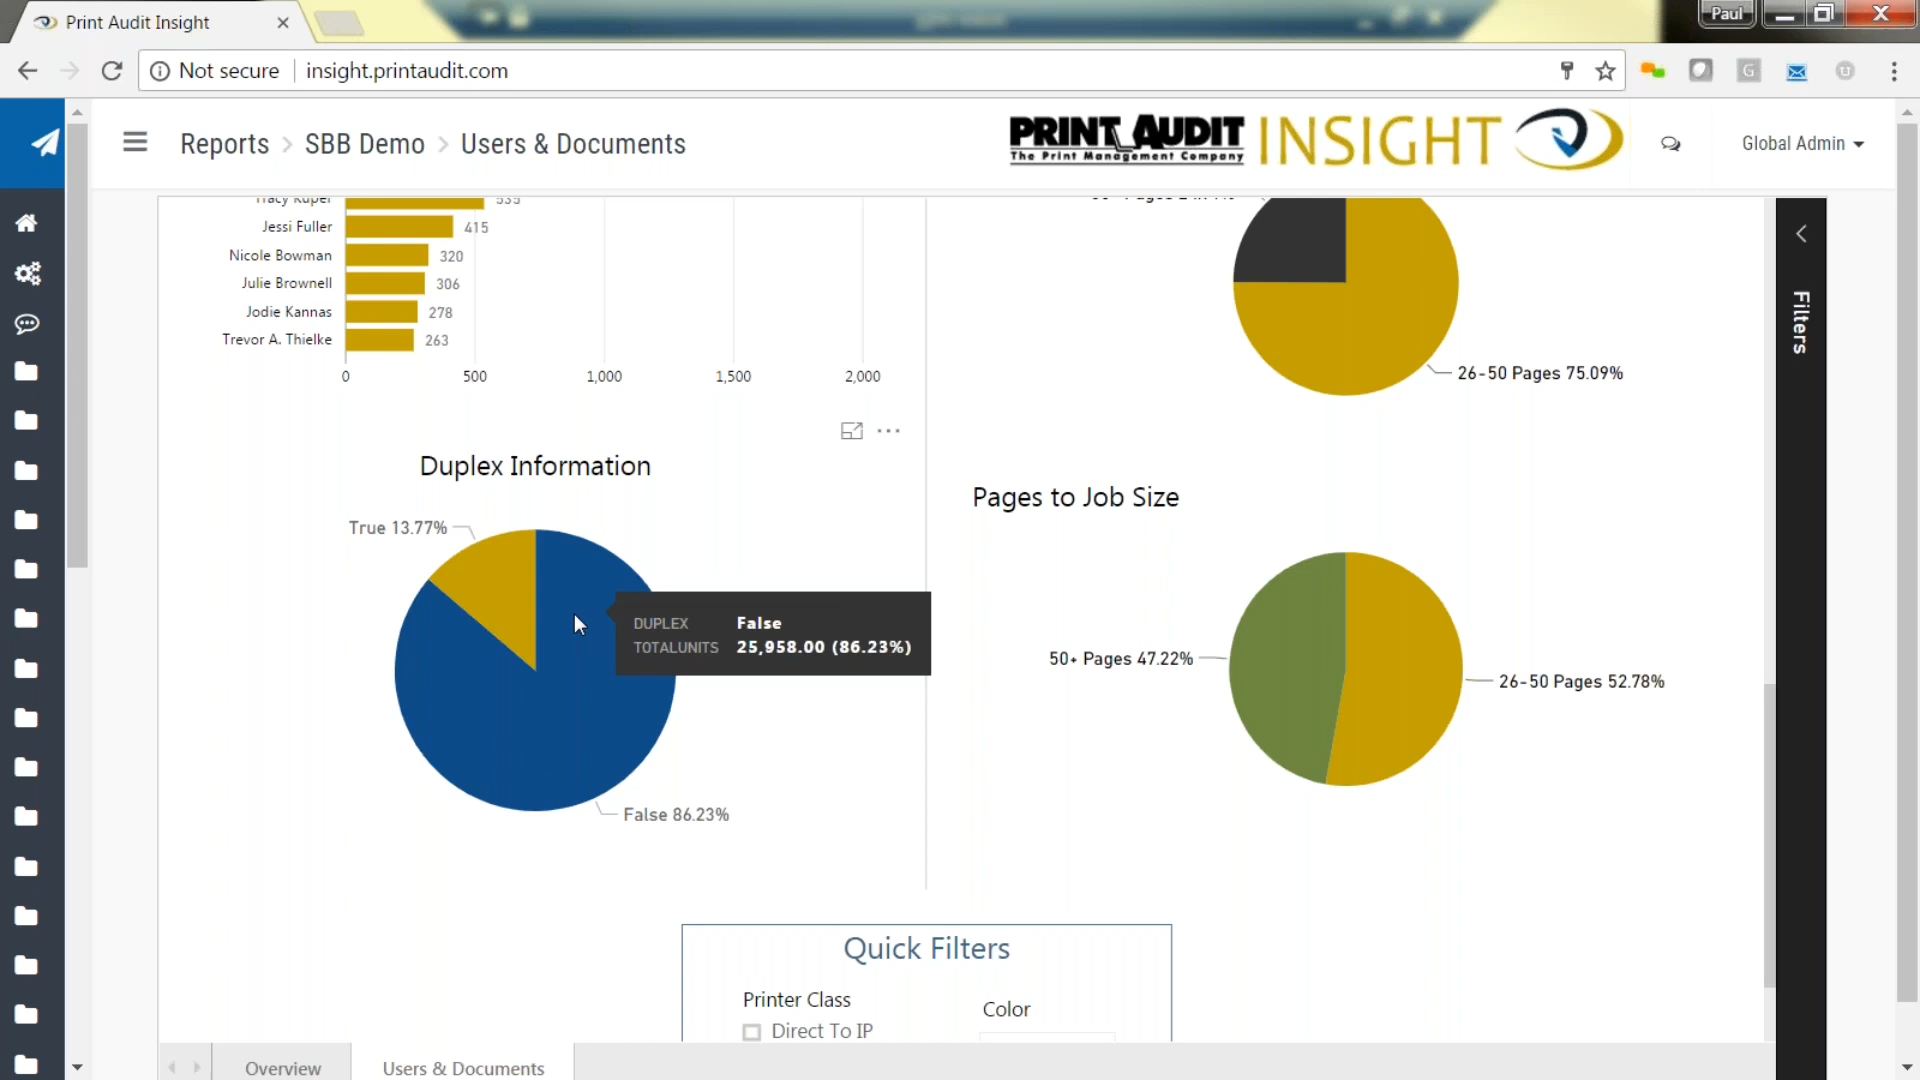 Print Audit Insight
Paul
Not secure
insight.printaudit.com
Reports > SBB Demo > Users & Documents
PRINT AUDIT INSIGHT
The Print Management Company
Global Admin
Filters
Tracy Kuper 535
Jessi Fuller 415
Nicole Bowman 320
Julie Brownell 306
Jodie Kannas 278
Trevor A. Thielke 263
0 500 1,000 1,500 2,000
26-50 Pages 75.09%
Duplex Information
True 13.77%
DUPLEX False
TOTALUNITS 25,958.00 (86.23%)
False 86.23%
Pages to Job Size
50+ Pages 47.22%
26-50 Pages 52.78%
Quick Filters
Printer Class
Direct To IP
Color
Overview
Users & Documents